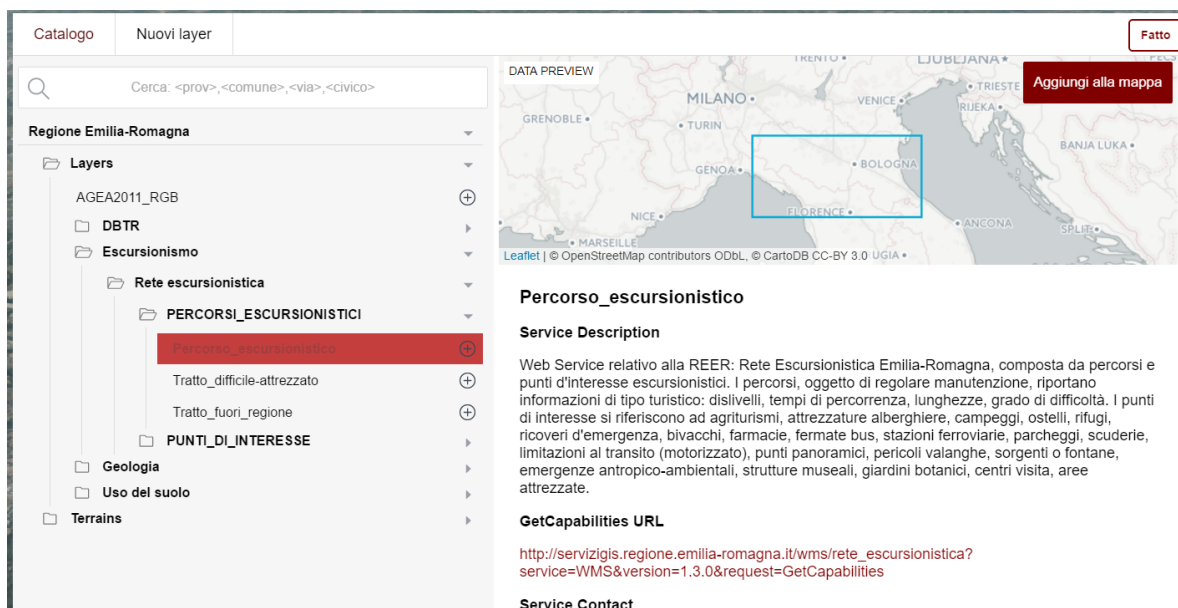 Catalogo
Nuovi layer
Fatto
Cerca: <prov>,<comune>,<via>,<civico>
Regione Emilia-Romagna
Layers
AGEA2011_RGB
DBTR
Escursionismo
Rete escursionistica
PERCORSI_ESCURSIONISTICI
Percorso_escursionistico
Tratto_difficile-attrezzato
Tratto_fuori_regione
PUNTI_DI_INTERESSE
Geologia
Uso del suolo
Terrains
DATA PREVIEW
Aggiungi alla mappa
TRENTO
LJUBLJANA
MILANO
VENICE
TRIESTE
RIJEKA
GRENOBLE
TURIN
BANJA LUKA
GENOA
BOLOGNA
NICE
FLORENCE
ANCONA
SPLIT
MARSEILLE
Leaflet | © OpenStreetMap contributors ODbL, © CartoDB CC-BY 3.0
UGIA
Percorso_escursionistico
Service Description
Web Service relativo alla REER: Rete Escursionistica Emilia-Romagna, composta da percorsi e
punti d'interesse escursionistici. I percorsi, oggetto di regolare manutenzione, riportano
informazioni di tipo turistico: dislivelli, tempi di percorrenza, lunghezze, grado di difficoltà. I punti
di interesse si riferiscono ad agriturismi, attrezzature alberghiere, campeggi, ostelli, rifugi,
ricoveri d'emergenza, bivacchi, farmacie, fermate bus, stazioni ferroviarie, parcheggi, scuderie,
limitazioni al transito (motorizzato), punti panoramici, pericoli valanghe, sorgenti o fontane,
emergenze antropico-ambientali, strutture museali, giardini botanici, centri visita, aree
attrezzate.
GetCapabilities URL
http://servizigis.regione.emilia-romagna.it/wms/rete_escursionistica?
service=WMS&version=1.3.0&request=GetCapabilities
Service Contact